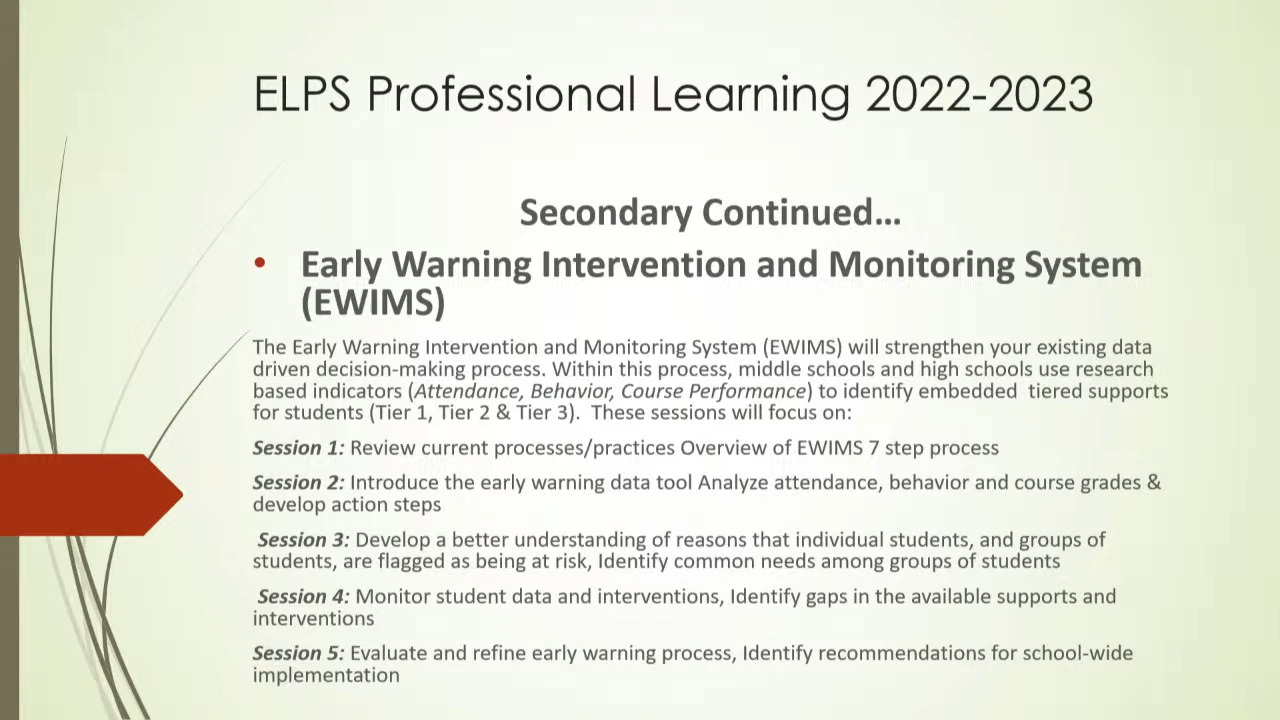 ELPS Professional Learning 2022-2023
Secondary Continued…
• Early Warning Intervention and Monitoring System
(EWIMS)
The Early Warning Intervention and Monitoring System (EWIMS) will strengthen your existing data
driven decision-making process. Within this process, middle schools and high schools use research
based indicators (Attendance, Behavior, Course Performance) to identify embedded  tiered supports
for students (Tier 1, Tier 2 & Tier 3).  These sessions will focus on:
Session 1: Review current processes/practices Overview of EWIMS 7 step process
Session 2: Introduce the early warning data tool Analyze attendance, behavior and course grades &
develop action steps
Session 3: Develop a better understanding of reasons that individual students, and groups of
students, are flagged as being at risk, Identify common needs among groups of students
Session 4: Monitor student data and interventions, Identify gaps in the available supports and
interventions
Session 5: Evaluate and refine early warning process, Identify recommendations for school-wide
implementation